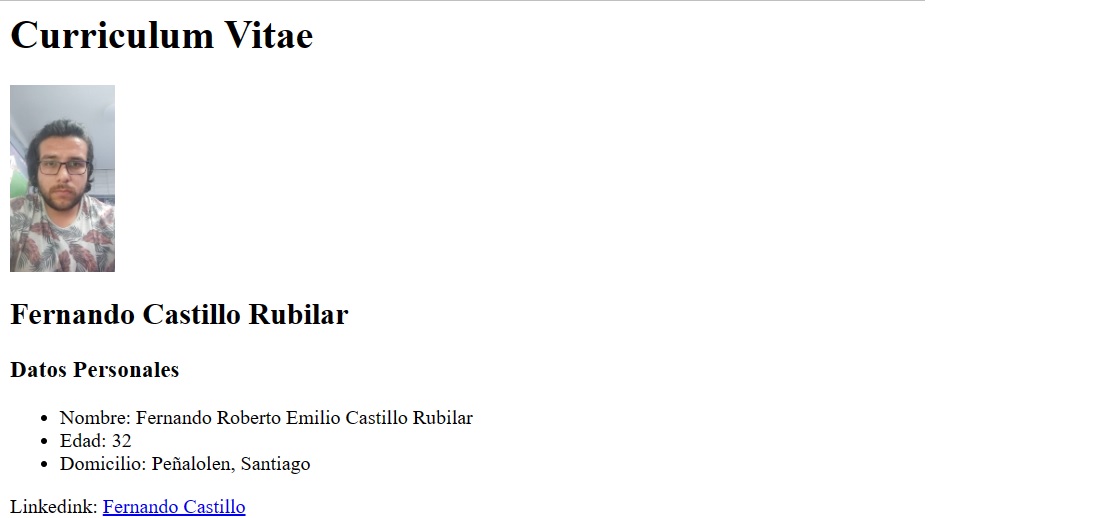 Curriculum Vitae
Fernando Castillo Rubilar
Datos Personales
Nombre: Fernando Roberto Emilio Castillo Rubilar
Edad: 32
Domicilio: Peñalolen, Santiago
Linkedink: Fernando Castillo